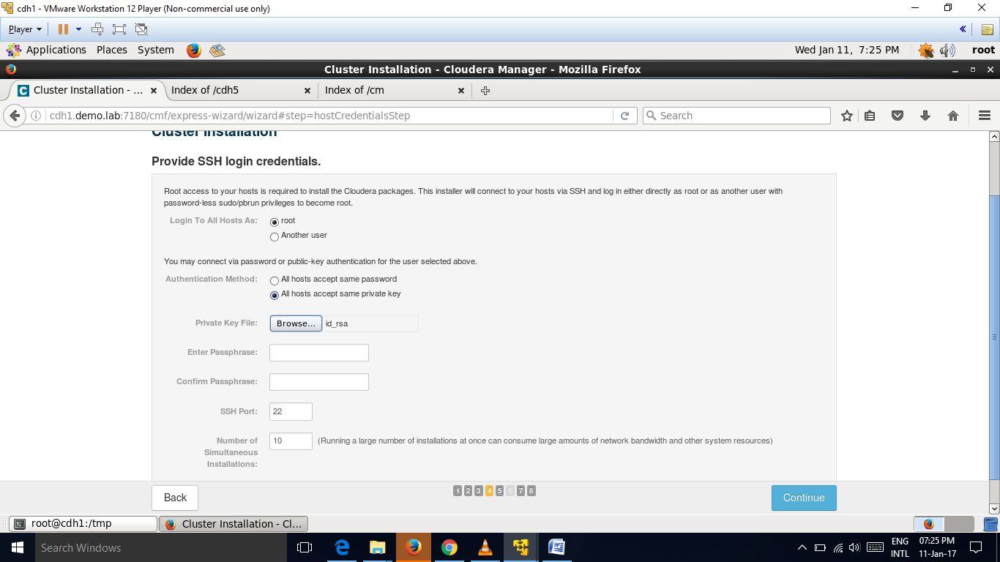 cdh1 - VMware Workstation 12 Player (Non-commercial use only)
Player
Applications Places System Wed Jan 11, 7:25 PM root
Cluster Installation - Cloudera Manager - Mozilla Firefox
Cluster Installation - ... Index of /cdh5 Index of /cm
cdh1.demo.lab:7180/cmf/express-wizard/wizard#step=hostCredentialsStep Search
Cluster Installation
Provide SSH login credentials.
Root access to your hosts is required to install the Cloudera packages. This installer will connect to your hosts via SSH and log in either directly as root or as another user with
password-less sudo/pbrun privileges to become root.
Login To All Hosts As: root
Another user
You may connect via password or public-key authentication for the user selected above.
Authentication Method: All hosts accept same password
All hosts accept same private key
Private Key File: Browse... id_rsa
Enter Passphrase:
Confirm Passphrase:
SSH Port: 22
Number of 10 (Running a large number of installations at once can consume large amounts of network bandwidth and other system resources)
Simultaneous
Installations:
Back 1 2 3 4 5 6 7 8 Continue
root@cdh1:/tmp Cluster Installation - Cl...
Search Windows ENG 07:25 PM
INTL 11-Jan-17